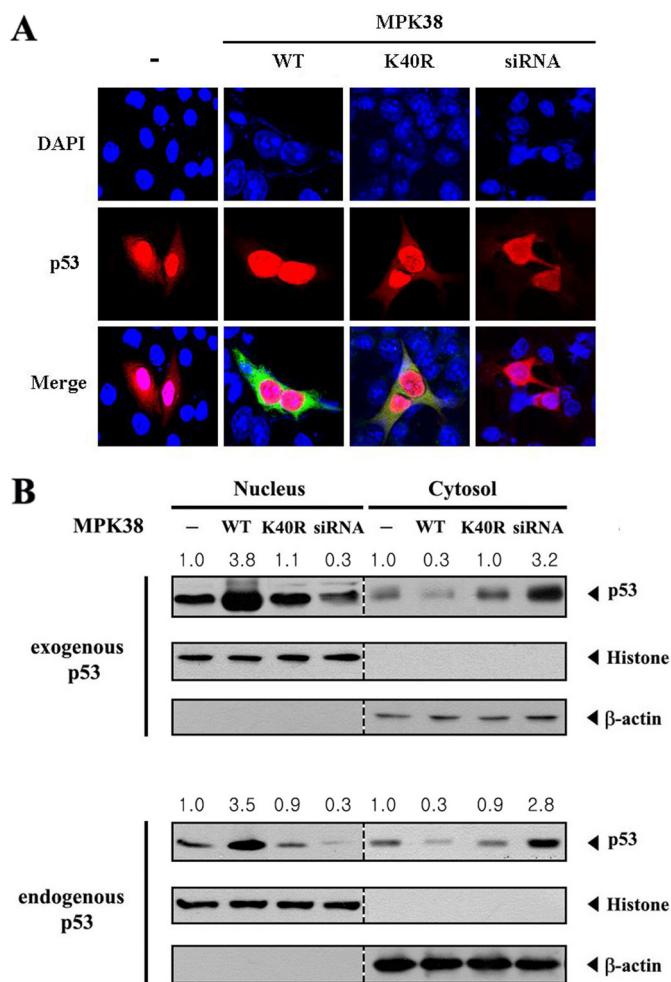 A
MPK38
-
WT
K40R
siRNA
DAPI
p53
Merge
B
Nucleus
Cytosol
MPK38
– WT K40R siRNA – WT K40R siRNA
1.0 3.8 1.1 0.3 1.0 0.3 1.0 3.2
p53
exogenous
p53
Histone
β-actin
1.0 3.5 0.9 0.3 1.0 0.3 0.9 2.8
p53
endogenous
p53
Histone
β-actin